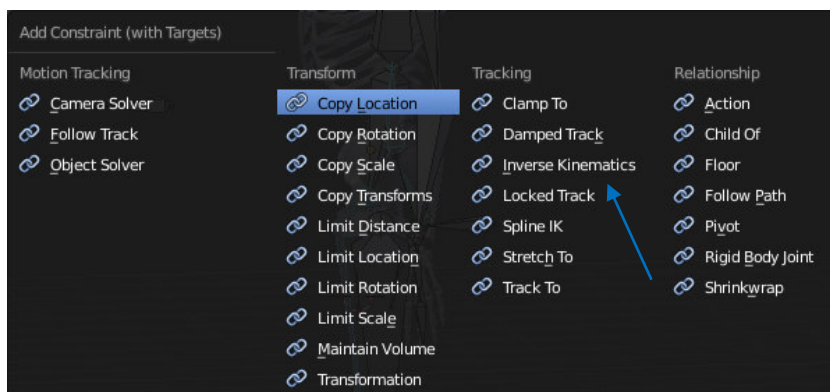 Add Constraint (with Targets)
Motion Tracking
Camera Solver
Follow Track
Object Solver
Transform
Copy Location
Copy Rotation
Copy Scale
Copy Transforms
Limit Distance
Limit Location
Limit Rotation
Limit Scale
Maintain Volume
Transformation
Tracking
Clamp To
Damped Track
Inverse Kinematics
Locked Track
Spline IK
Stretch To
Track To
Relationship
Action
Child Of
Floor
Follow Path
Pivot
Rigid Body Joint
Shrinkwrap